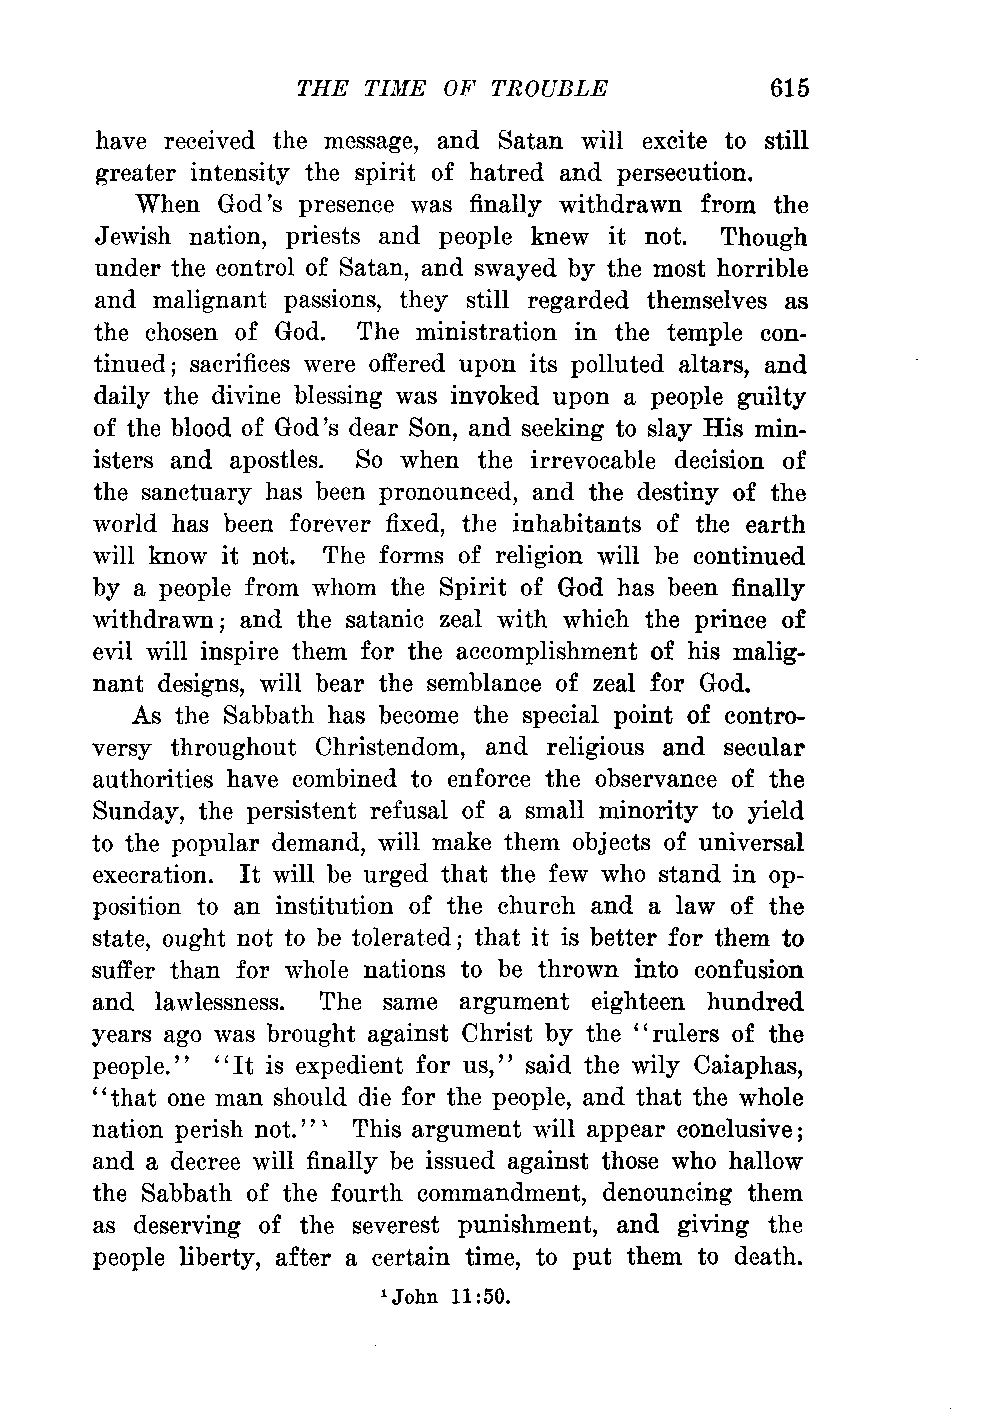 THE TIME OF TROUBLE 615
have received the message, and Satan will excite to still
greater intensity the spirit of hatred and persecution.
When God's presence was finally withdrawn from the
Jewish nation, priests and people knew it not. Though
under the control of Satan, and swayed by the most horrible
and malignant passions, they still regarded themselves as
the chosen of God. The ministration in the temple con-
tinued; sacrifices were offered upon its polluted altars, and
daily the divine blessing was invoked upon a people guilty
of the blood of God's dear Son, and seeking to slay His min-
isters and apostles. So when the irrevocable decision of
the sanctuary has been pronounced, and the destiny of the
world has been forever fixed, the inhabitants of the earth
will know it not. The forms of religion will be continued
by a people from whom the Spirit of God has been finally
withdrawn; and the satanic zeal with which the prince of
evil will inspire them for the accomplishment of his malig-
nant designs, will bear the semblance of zeal for God.
As the Sabbath has become the special point of contro-
versy throughout Christendom, and religious and secular
authorities have combined to enforce the observance of the
Sunday, the persistent refusal of a small minority to yield
to the popular demand, will make them objects of universal
execration. It will be urged that the few who stand in op-
position to an institution of the church and a law of the
state, ought not to be tolerated; that it is better for them to
suffer than for whole nations to be thrown into confusion
and lawlessness. The same argument eighteen hundred
years ago was brought against Christ by the "rulers of the
people." "It is expedient for us," said the wily Caiaphas,
"that one man should die for the people, and that the whole
nation perish not."¹ This argument will appear conclusive;
and a decree will finally be issued against those who hallow
the Sabbath of the fourth commandment, denouncing them
as deserving of the severest punishment, and giving the
people liberty, after a certain time, to put them to death.
¹John 11:50.